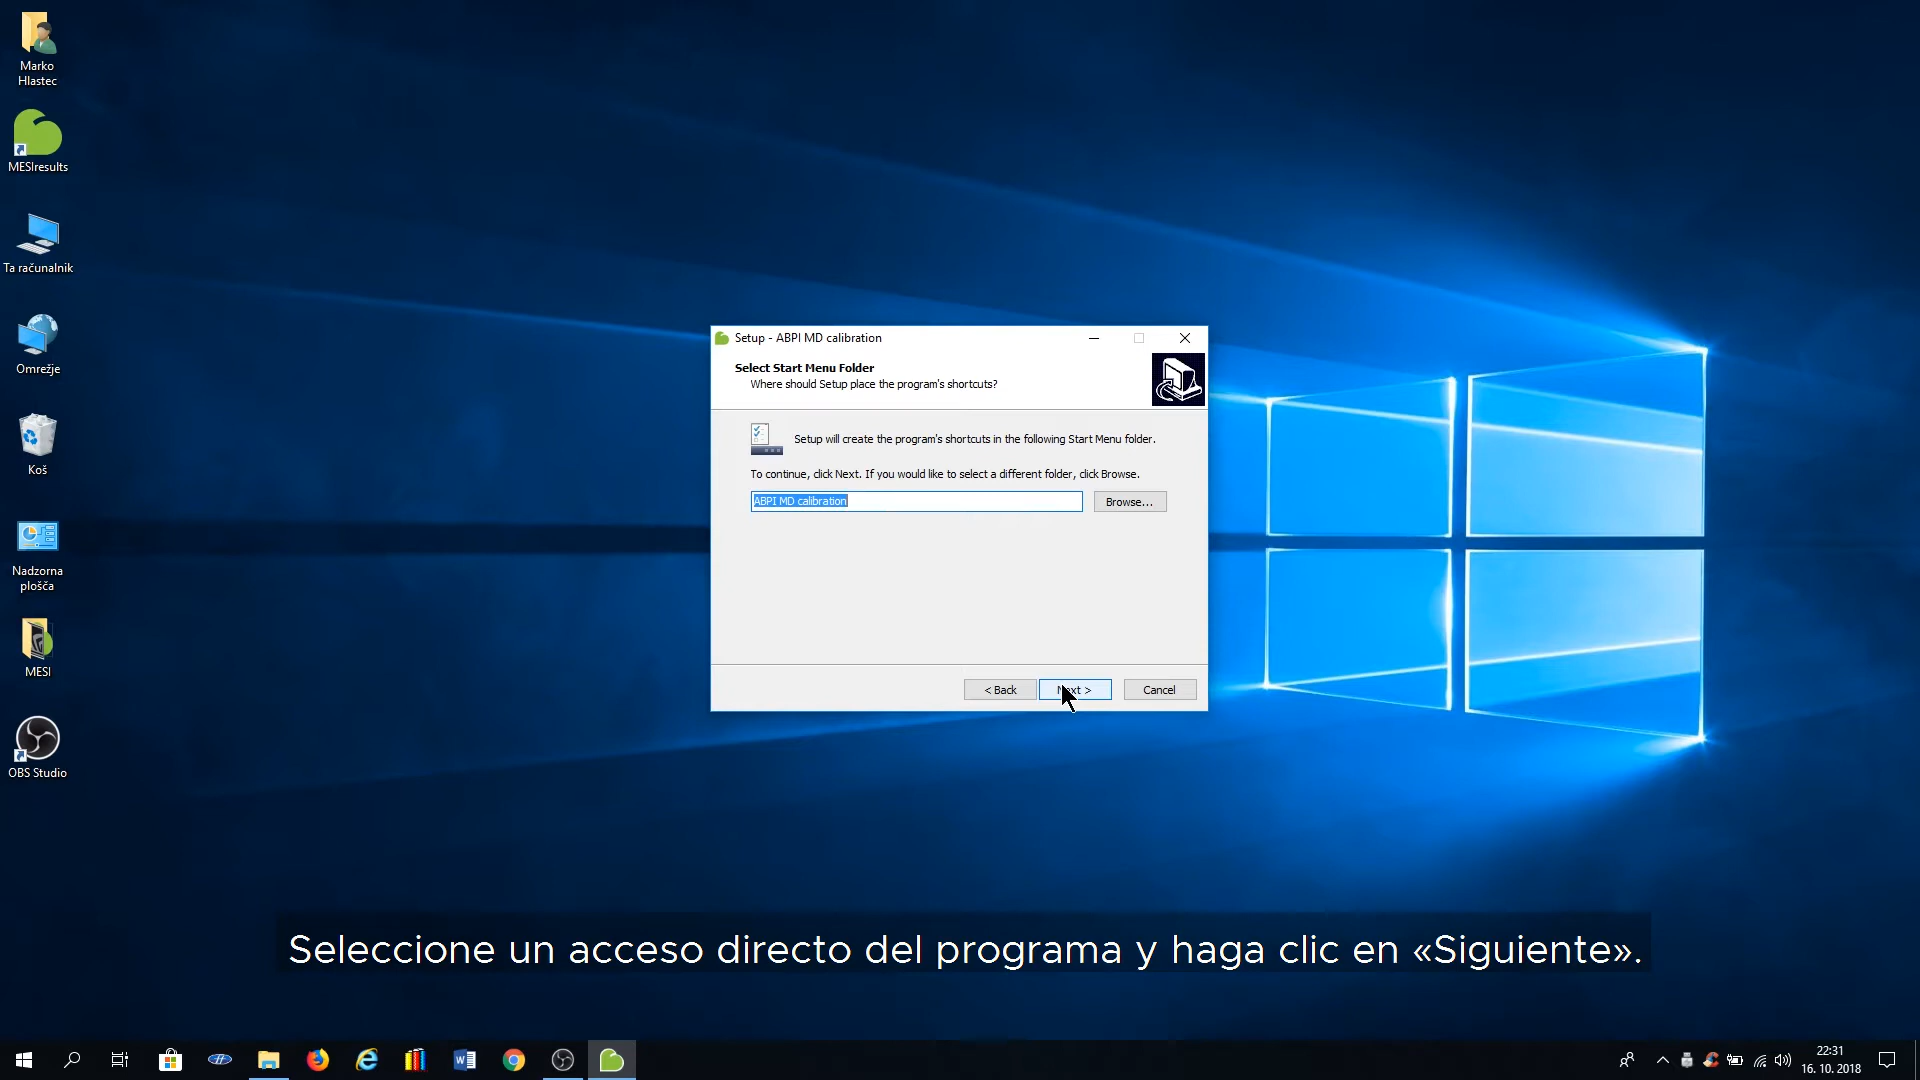 Marko
Hlastec
MESIresults
Ta računalnik
Omrežje
Koš
Nadzorna
plošča
MESI
OBS Studio
Setup - ABPI MD calibration
Select Start Menu Folder
Where should Setup place the program's shortcuts?
Setup will create the program's shortcuts in the following Start Menu folder.
To continue, click Next. If you would like to select a different folder, click Browse.
ABPI MD calibration
Browse...
< Back
Next >
Cancel
Seleccione un acceso directo del programa y haga clic en «Siguiente».
22:31
16. 10. 2018